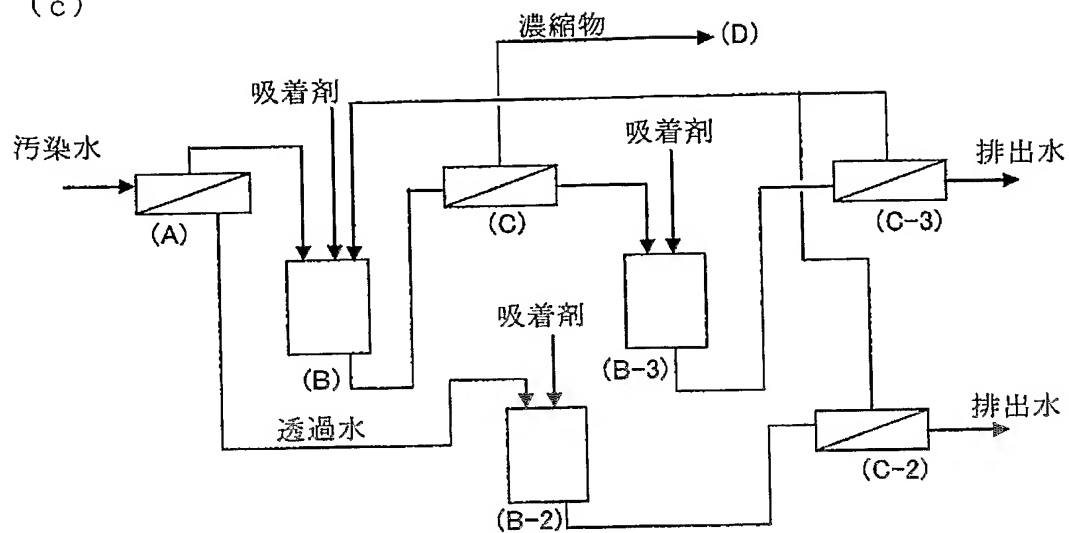 (c)
濃縮物
(D)
吸着剤
吸着剤
汚染水
排出水
(A)
(C)
(C-3)
吸着剤
(B)
(B-3)
透過水
排出水
(C-2)
(B-2)